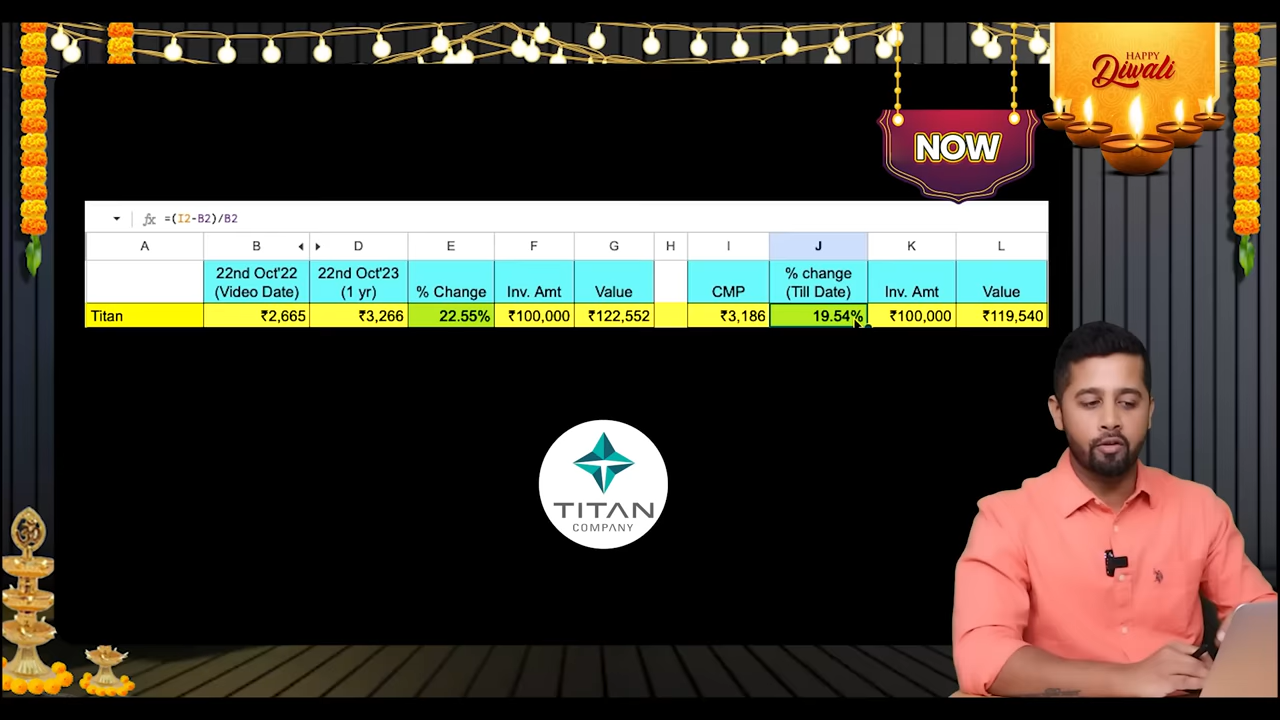 HAPPY
Diwali
NOW
fx =(I2-B2)/B2
A B D E F G H I J K L
22nd Oct'22 22nd Oct'23 % change
(Video Date) (1 yr) % Change Inv. Amt Value CMP (Till Date) Inv. Amt Value
Titan ₹2,665 ₹3,266 22.55% ₹100,000 ₹122,552 ₹3,186 19.54% ₹100,000 ₹119,540
TITAN
COMPANY